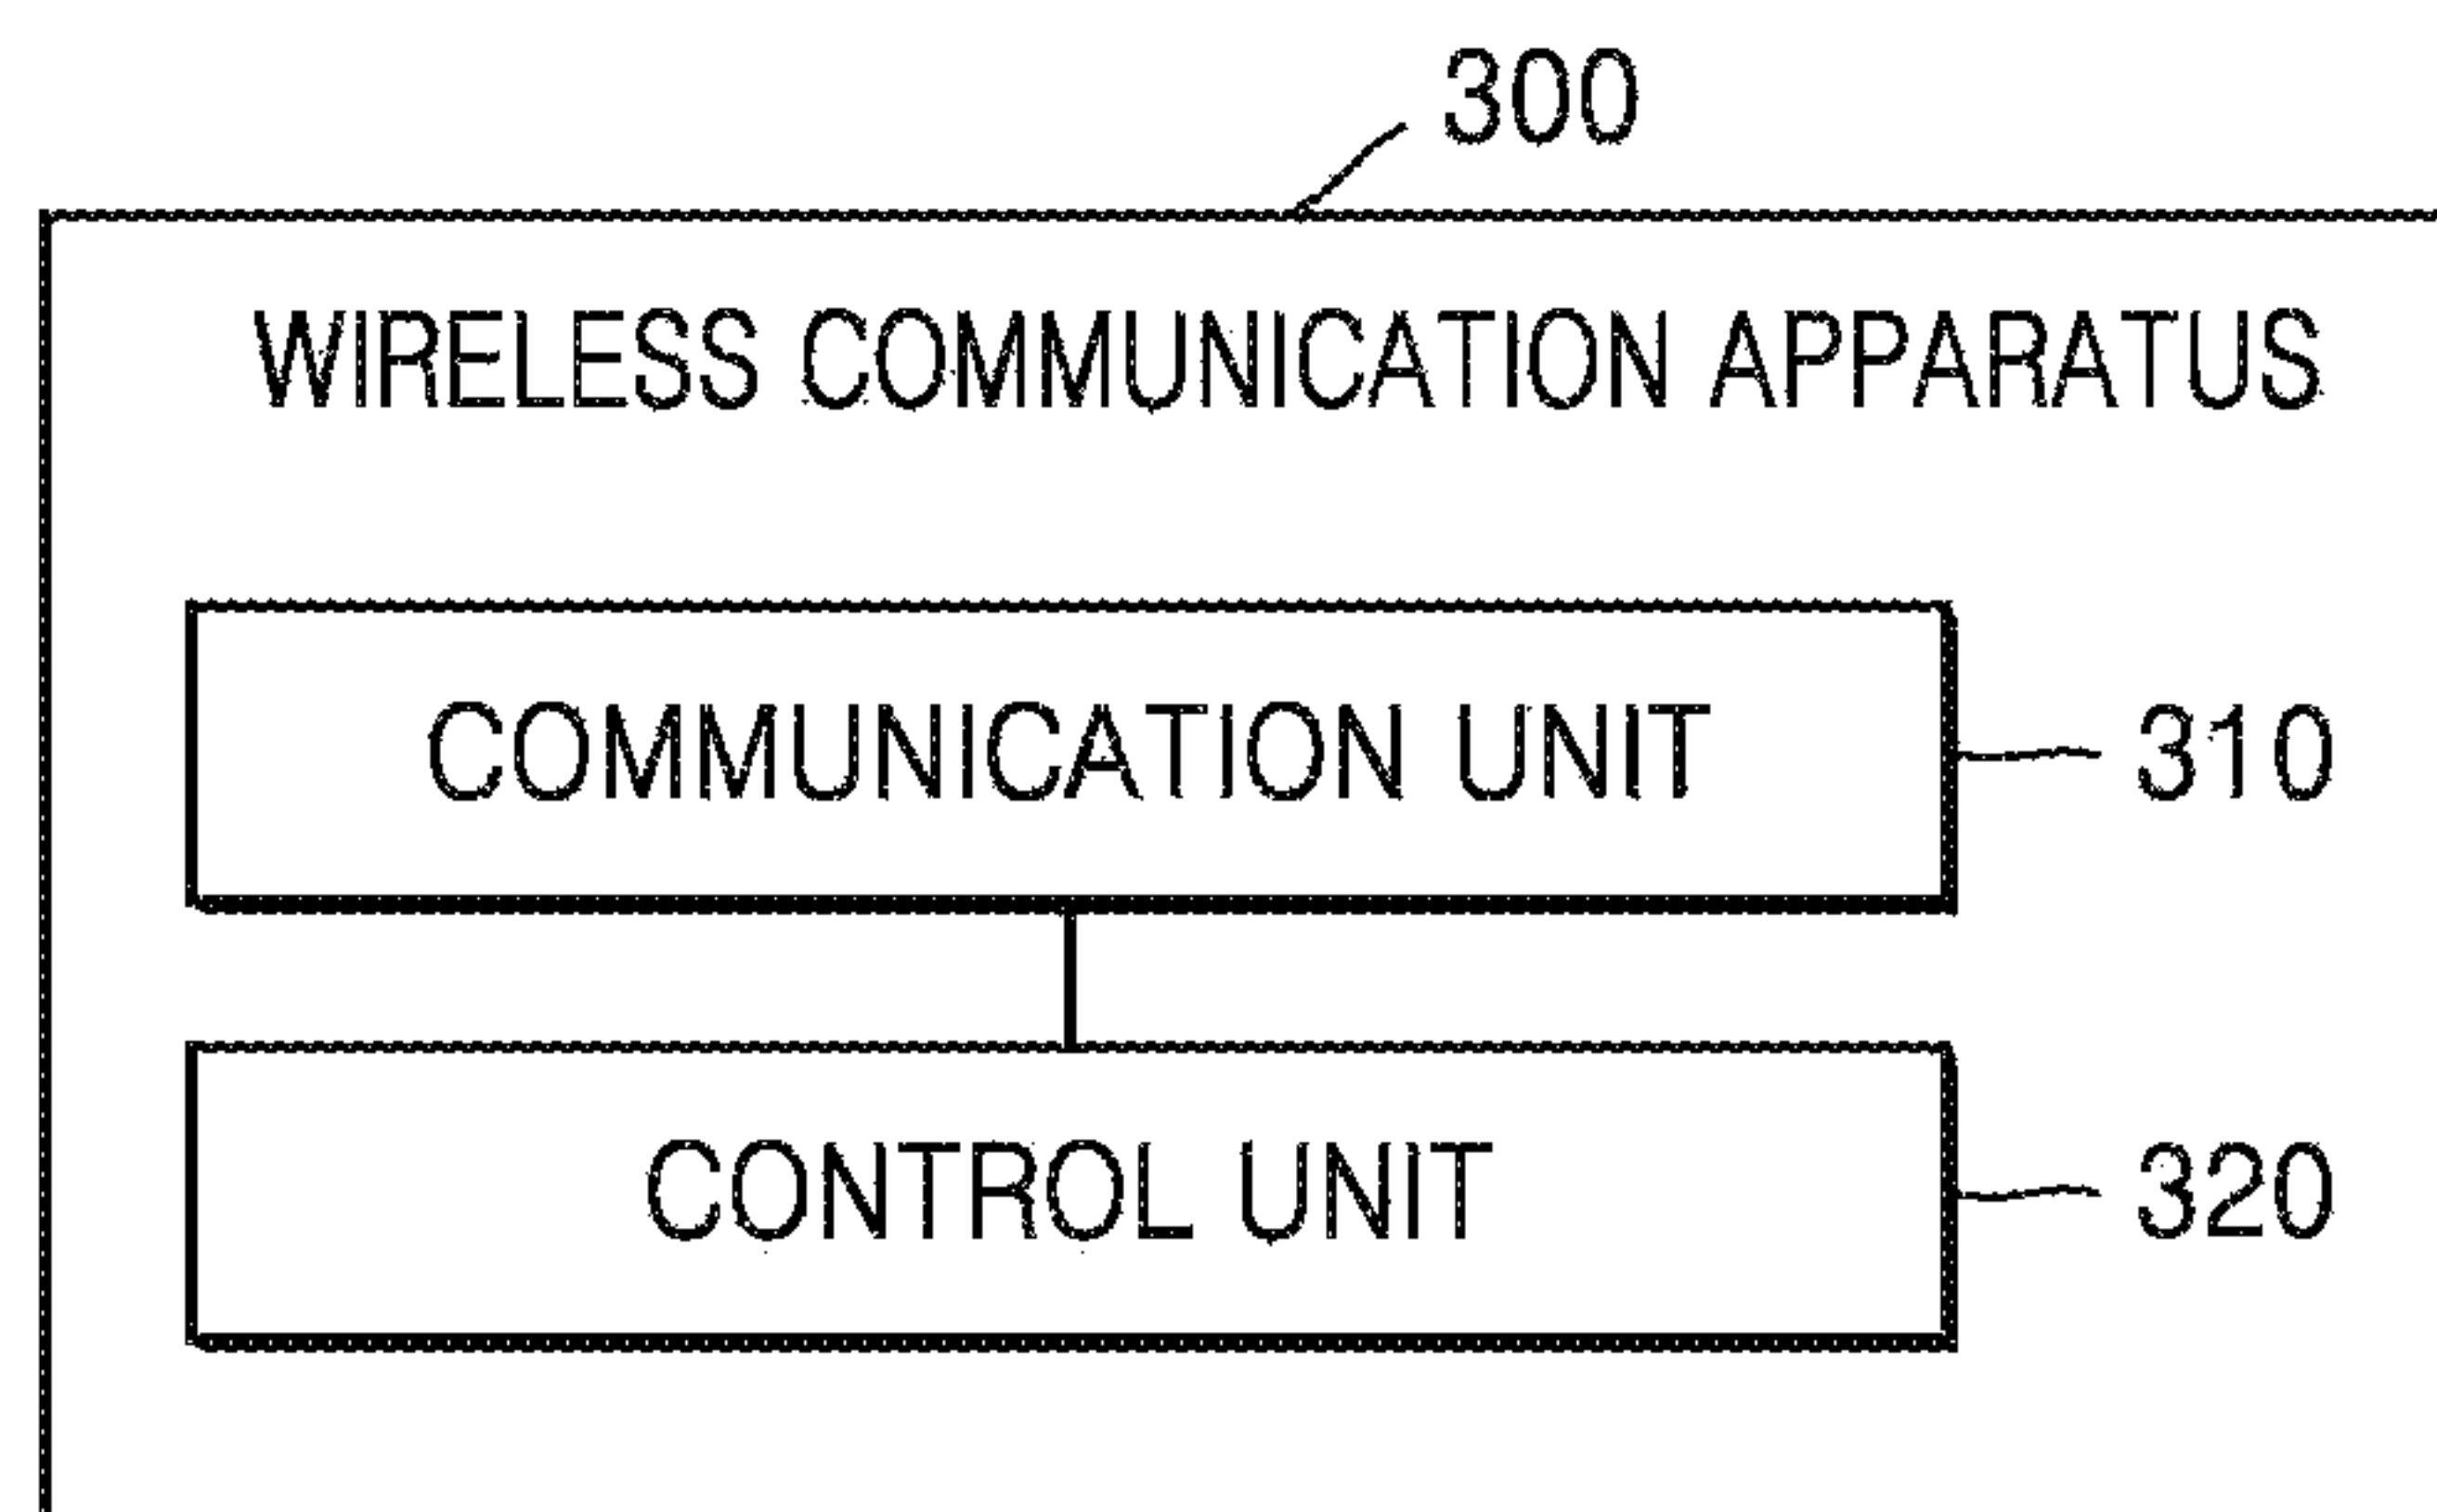 300
WIRELESS COMMUNICATION APPARATUS
COMMUNICATION UNIT
310
CONTROL UNIT
320